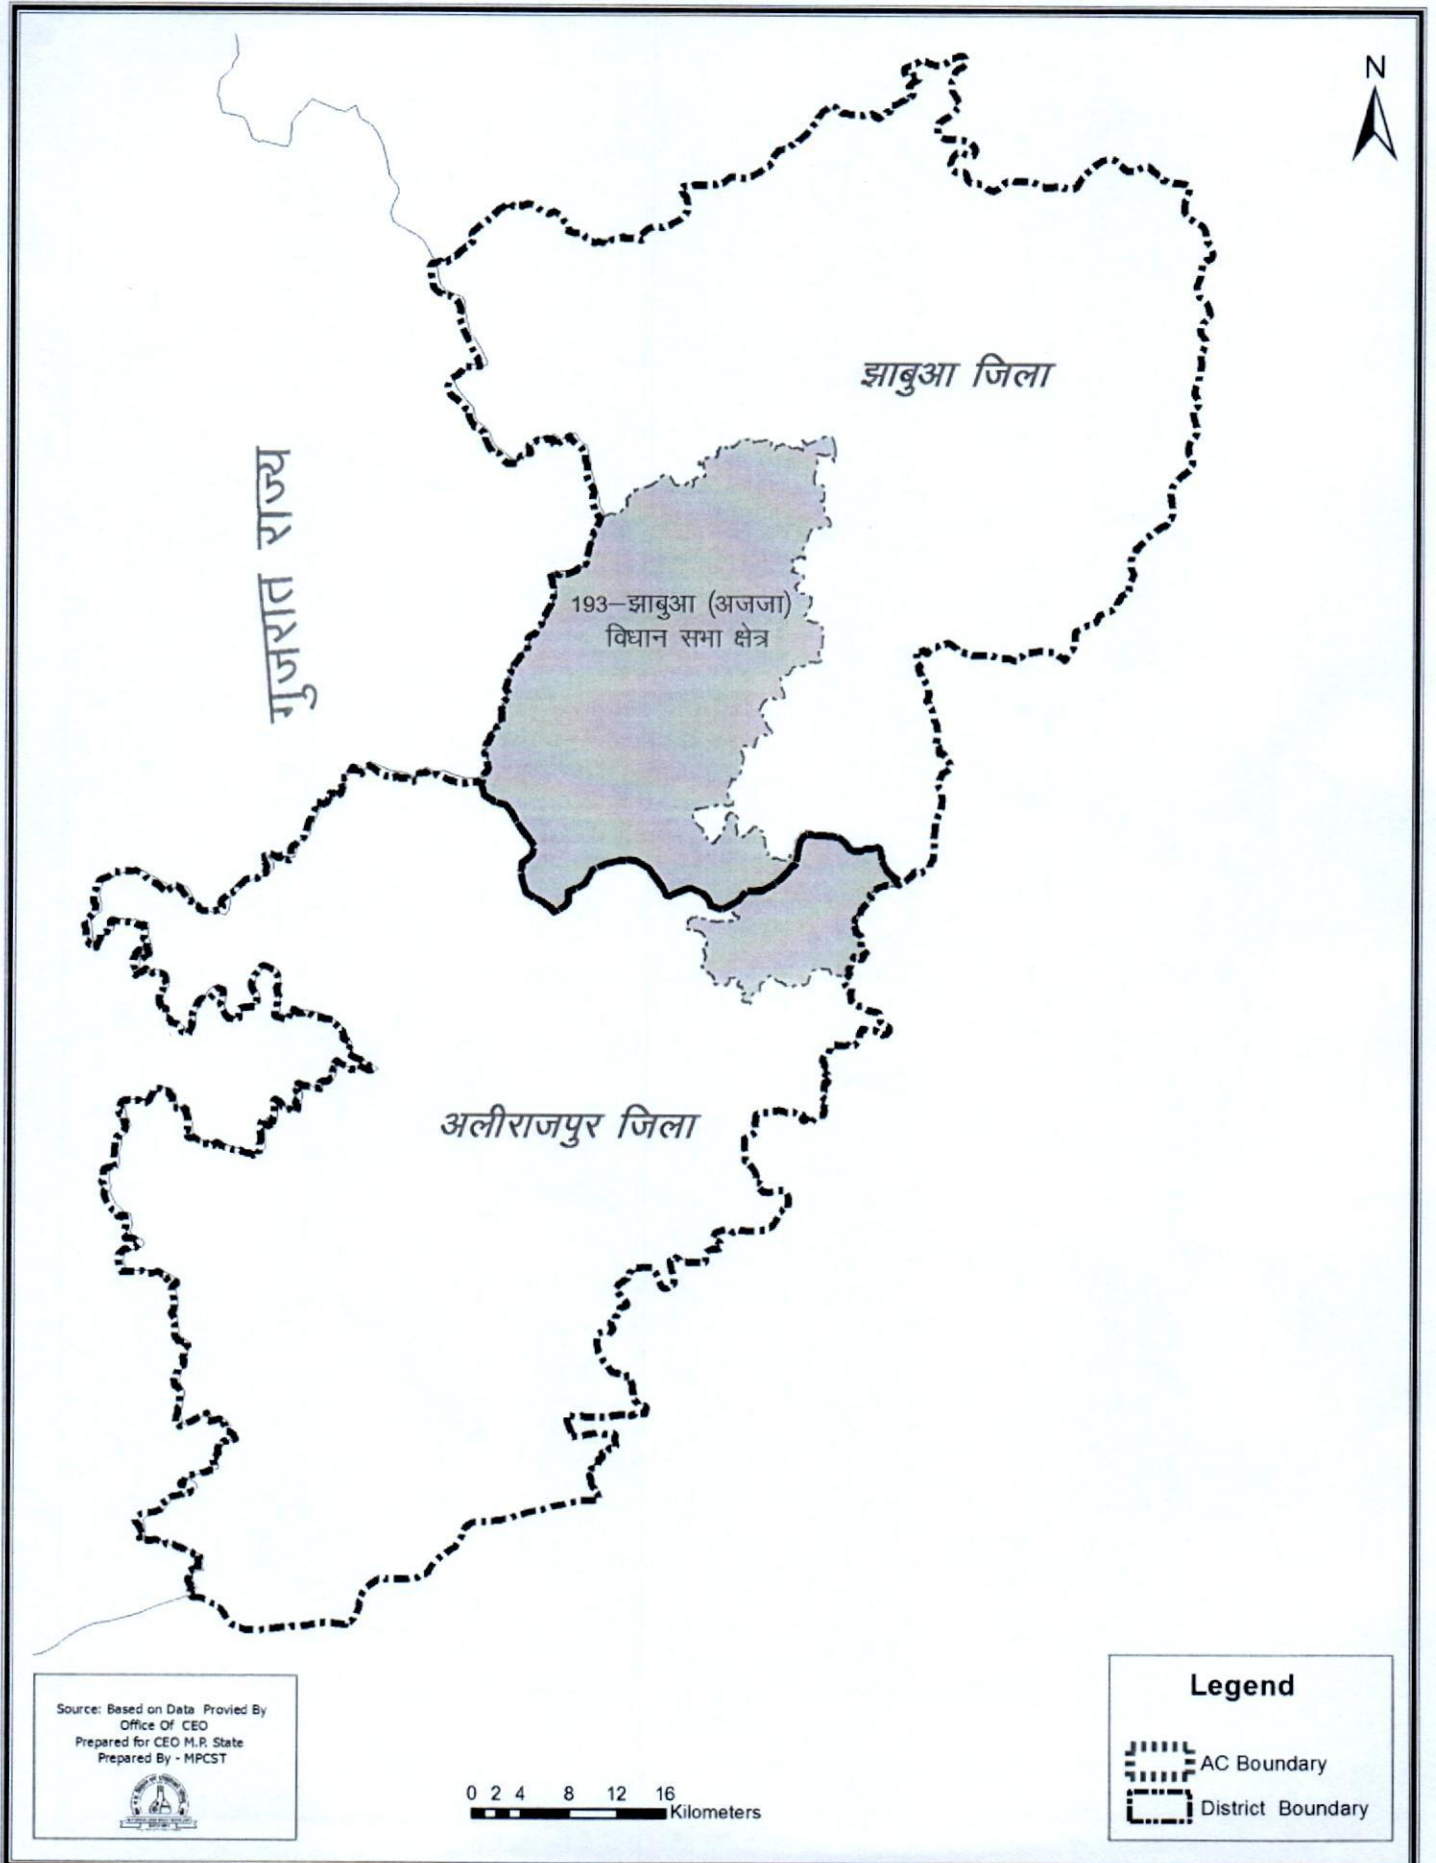 N
झाबुआ जिला
गुजरात राज्य
193–झाबुआ (अजजा)
विधान सभा क्षेत्र
अलीराजपुर जिला
Source: Based on Data Provied By
Office Of CEO
Prepared for CEO M.P. State
Prepared By - MPCST
0 2 4 8 12 16
Kilometers
Legend
AC Boundary
District Boundary